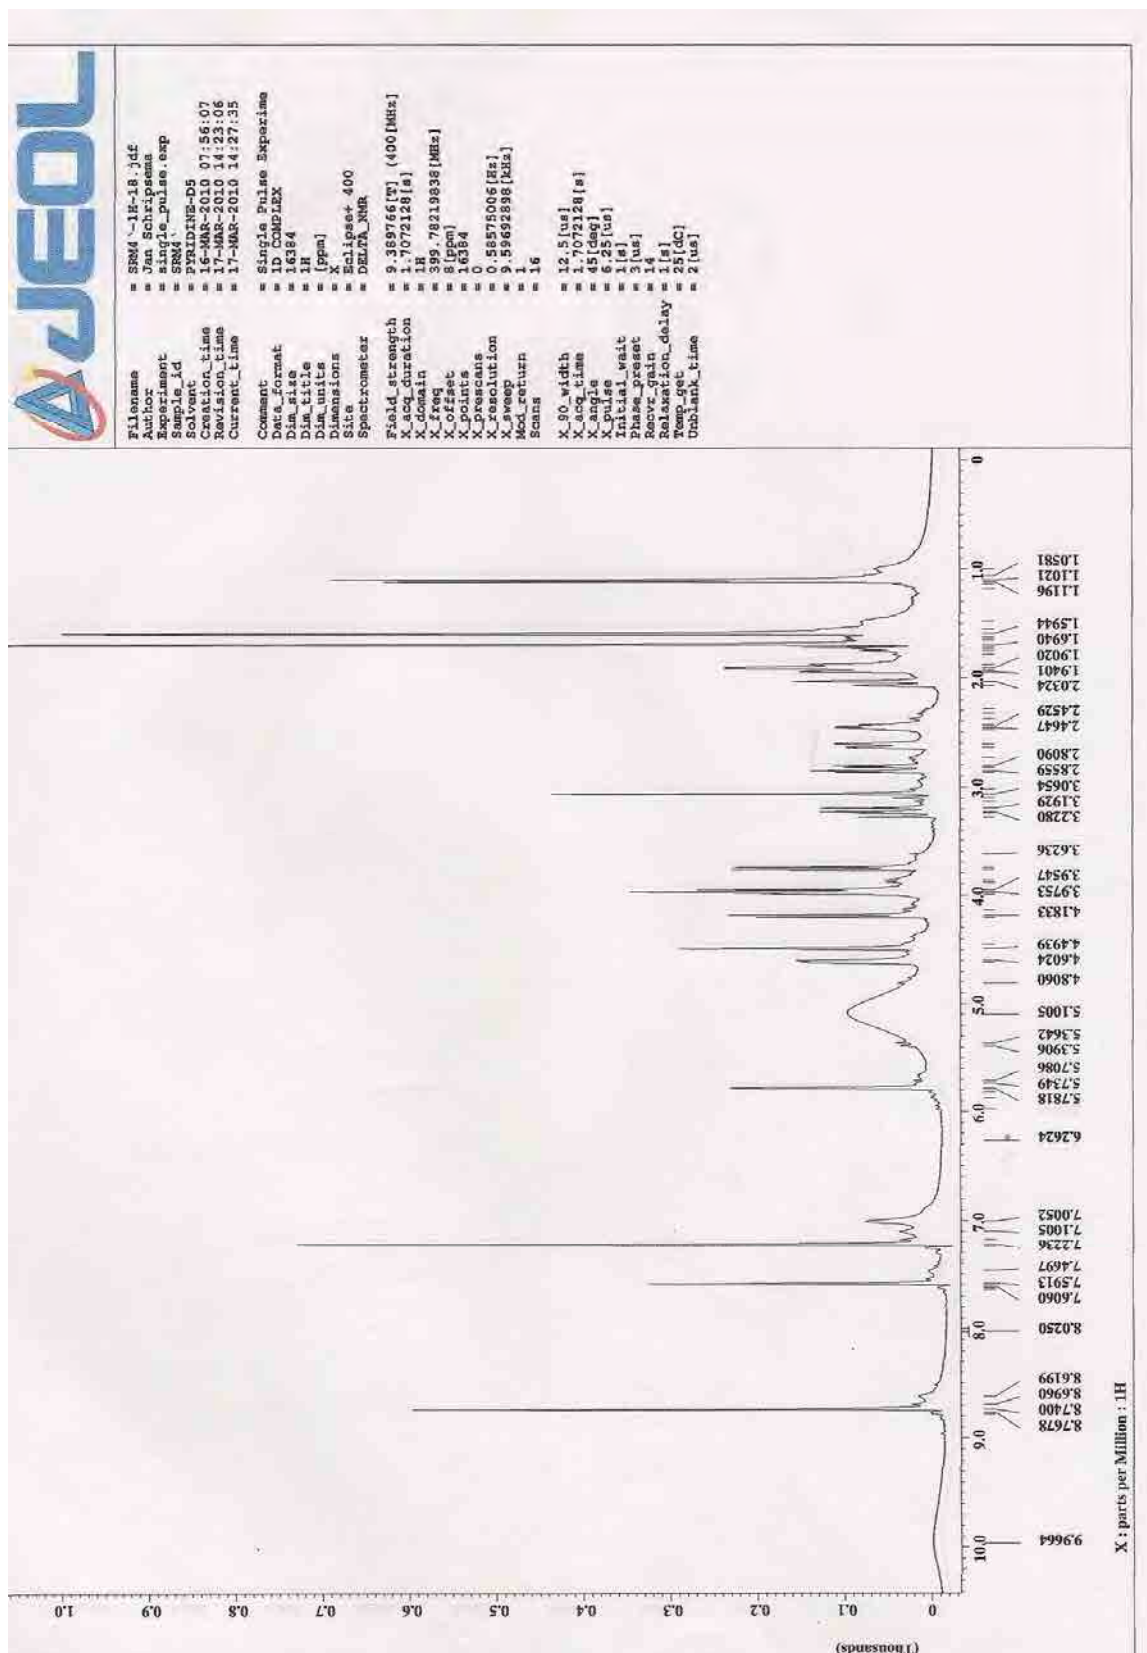 JEOL
Filename = SRM4`-1H-18.jdf
Author = Jan Schripsema
Experiment = single_pulse.exp
Sample_id = SRM4`
Solvent = PYRIDINE-D5
Creation_time = 16-MAR-2010 07:56:07
Revision_time = 17-MAR-2010 14:23:06
Current_time = 17-MAR-2010 14:27:35
Comment = Single Pulse Experime
Data_format = 1D COMPLEX
Dim_size = 16384
Dim_title = 1H
Dim_units = [ppm]
Dimensions = X
Site = Eclipse+ 400
Spectrometer = DELTA_NMR
Field_strength = 9.389766[T] (400[MHz]
X_acq_duration = 1.7072128[s]
X_domain = 1H
X_freq = 399.78219838[MHz]
X_offset = 8[ppm]
X_points = 16384
X_prescans = 0
X_resolution = 0.58575006[Hz]
X_sweep = 9.59692898[kHz]
Mod_return = 1
Scans = 16
X_90_width = 12.5[us]
X_acq_time = 1.7072128[s]
X_angle = 45[deg]
X_pulse = 6.25[us]
Initial_wait = 1[s]
Phase_preset = 3[us]
Recvr_gain = 14
Relaxation_delay = 1[s]
Temp_get = 25[dC]
Unblank_time = 2[us]
(Thousands)
0 0.1 0.2 0.3 0.4 0.5 0.6 0.7 0.8 0.9 1.0
10.0 9.0 8.0 7.0 6.0 5.0 4.0 3.0 2.0 1.0 0
9.9664
8.7678
8.7400
8.6960
8.6199
8.0250
7.6060
7.5913
7.4697
7.2236
7.1005
7.0052
6.2624
5.7818
5.7349
5.7086
5.3906
5.3642
5.1005
4.8060
4.6024
4.4939
4.1833
3.9753
3.9547
3.6236
3.2280
3.1929
3.0654
2.8559
2.8090
2.4647
2.4529
2.0324
1.9401
1.9020
1.6940
1.5944
1.1196
1.1021
1.0581
X : parts per Million : 1H